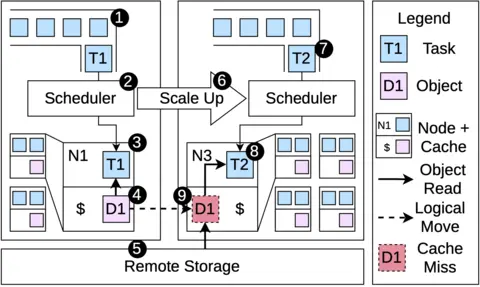 1
7
Legend
T1
T2
T1 Task
2
6
D1 Object
Scheduler
Scale Up
Scheduler
N1 Node +
$ Cache
3
8
N1
T1
N3
T2
Object
Read
4
9
$
D1
D1
$
Logical
Move
5
Remote Storage
D1 Cache
Miss